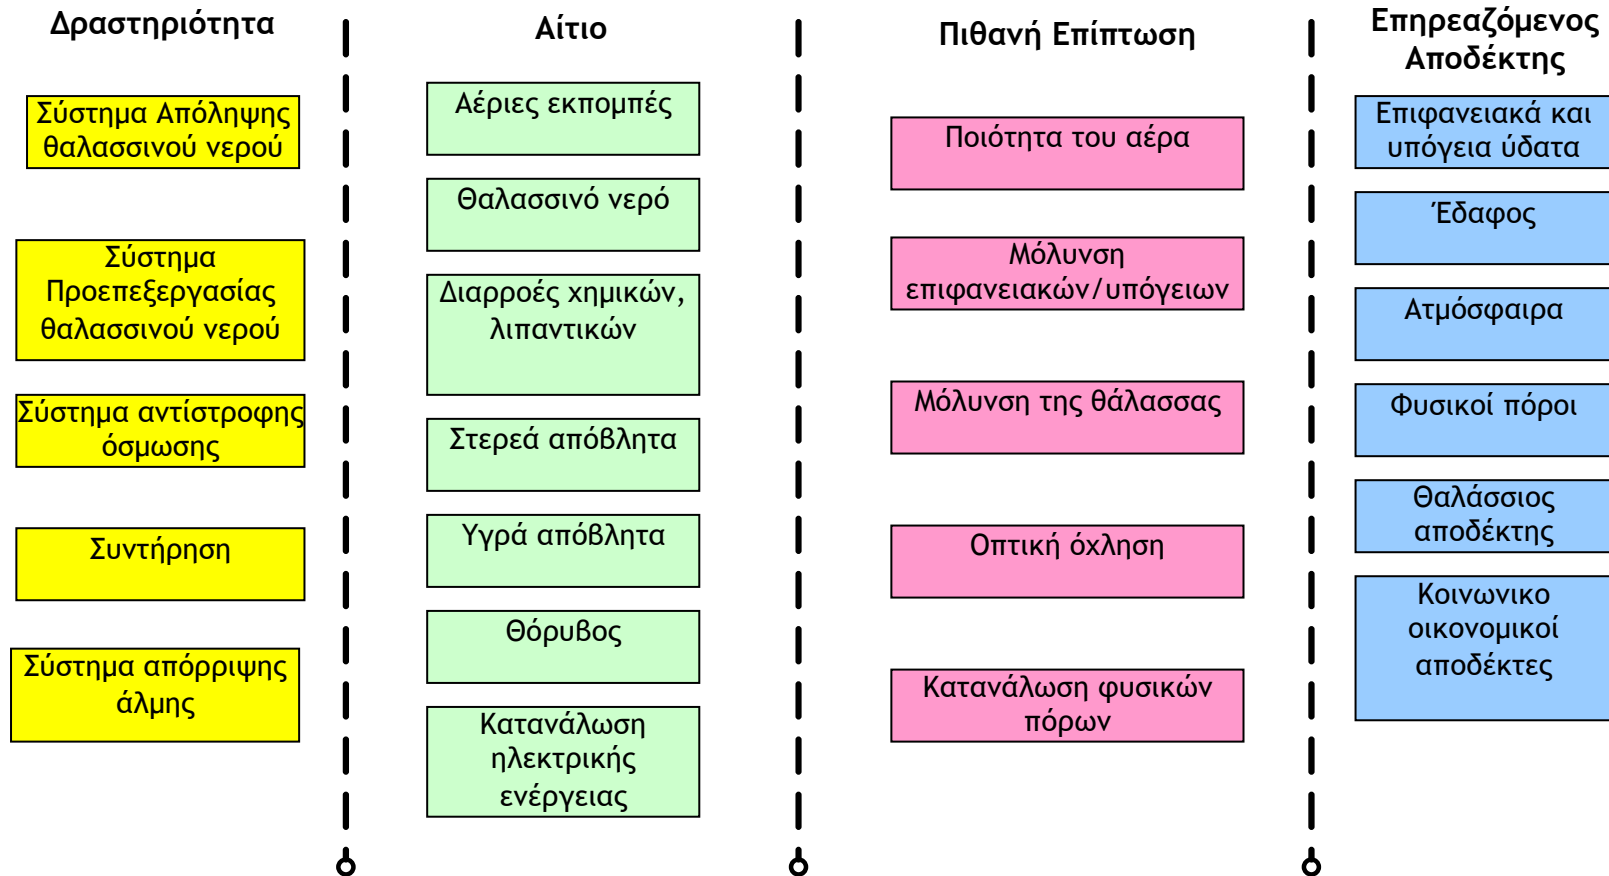 Δραστηριότητα
Σύστημα Απόληψης
θαλασσινού νερού
Σύστημα
Προεπεξεργασίας
θαλασσινού νερού
Σύστημα αντίστροφης
όσμωσης
Συντήρηση
Σύστημα απόρριψης
άλμης
Αίτιο
Αέριες εκπομπές
Θαλασσινό νερό
Διαρροές χημικών,
λιπαντικών
Στερεά απόβλητα
Υγρά απόβλητα
Θόρυβος
Κατανάλωση
ηλεκτρικής
ενέργειας
Πιθανή Επίπτωση
Ποιότητα του αέρα
Μόλυνση
επιφανειακών/υπόγειων
Μόλυνση της θάλασσας
Οπτική όχληση
Κατανάλωση φυσικών
πόρων
Επηρεαζόμενος
Αποδέκτης
Επιφανειακά και
υπόγεια ύδατα
Έδαφος
Ατμόσφαιρα
Φυσικοί πόροι
Θαλάσσιος
αποδέκτης
Κοινωνικο
οικονομικοί
αποδέκτες